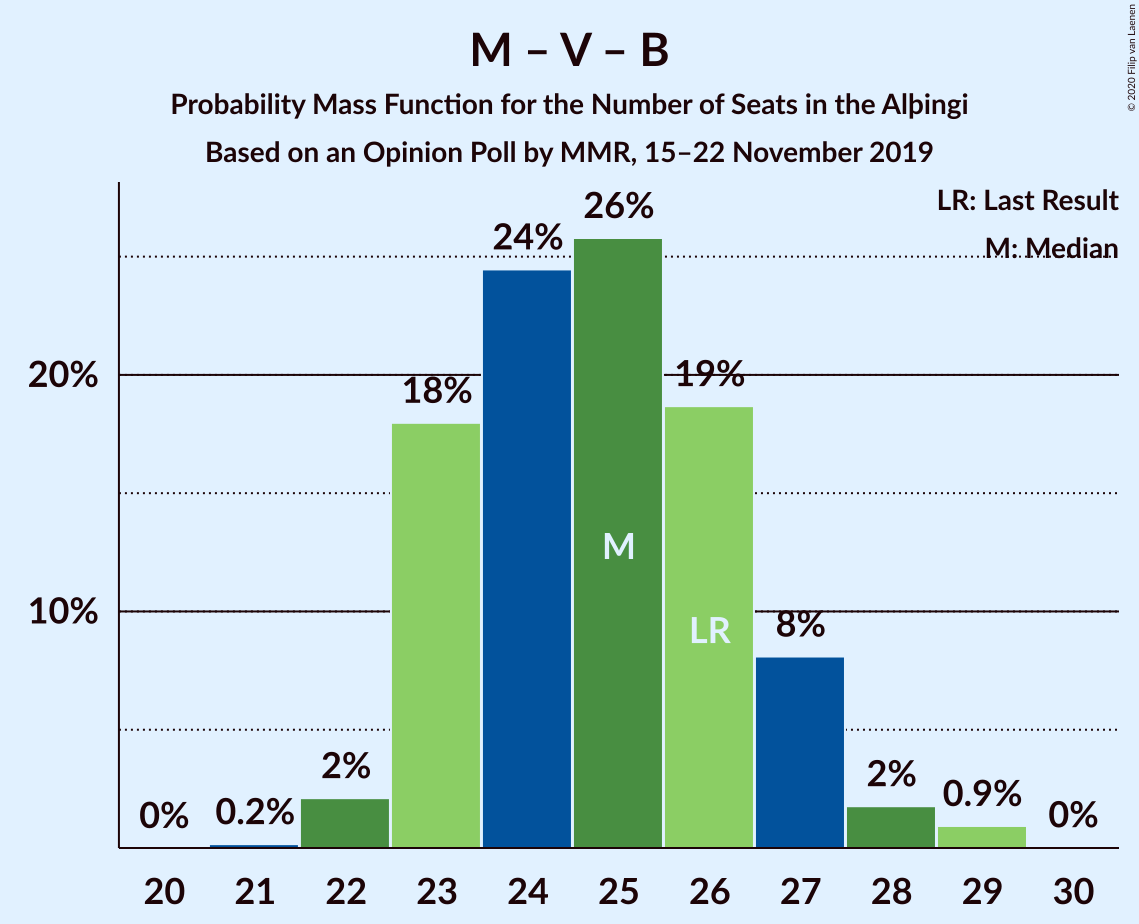 M – V – B
Probability Mass Function for the Number of Seats in the Alþingi
Based on an Opinion Poll by MMR, 15–22 November 2019
© 2020 Filip van Laenen
LR: Last Result
M: Median
26%
24%
20%
19%
18%
M
LR
10%
8%
2%
2%
0.9%
0%
0.2%
0%
20 21 22 23 24 25 26 27 28 29 30